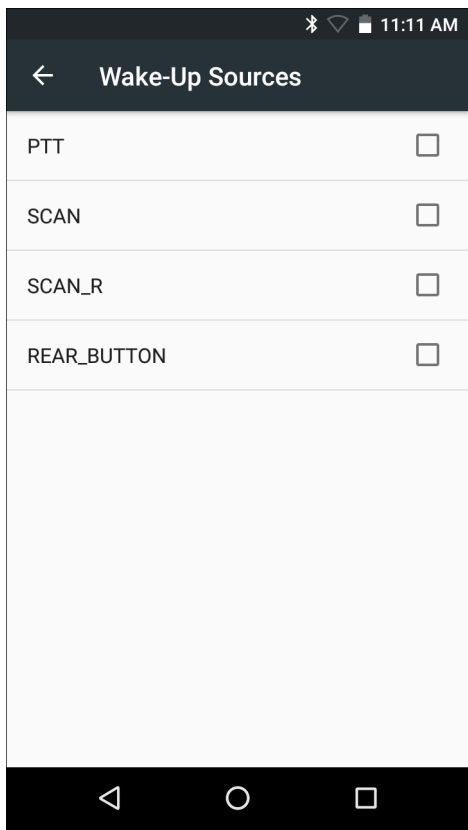 11:11 AM
Wake-Up Sources
PTT
SCAN
SCAN_R
REAR_BUTTON